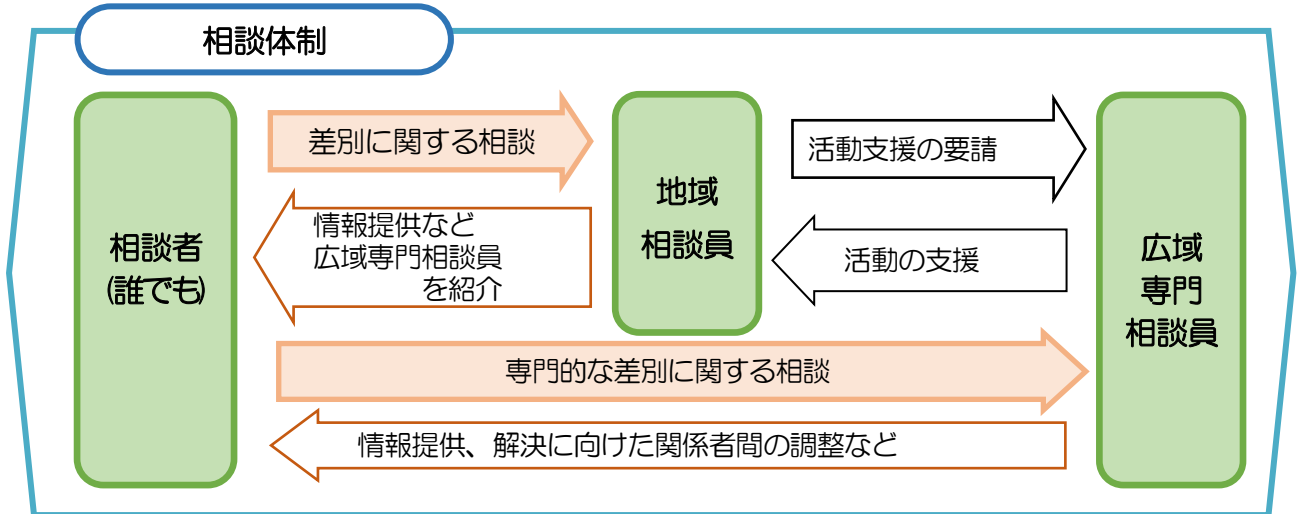 相談体制
相談者
(誰でも)
差別に関する相談
情報提供など
広域専門相談員
を紹介
地域
相談員
活動支援の要請
活動の支援
専門的な差別に関する相談
情報提供、解決に向けた関係者間の調整など
広域
専門
相談員